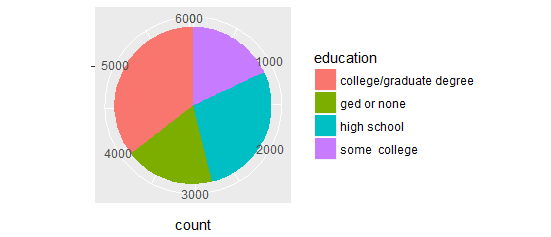 6000
5000
1000
4000
2000
3000
count
education
college/graduate degree
ged or none
high school
some  college